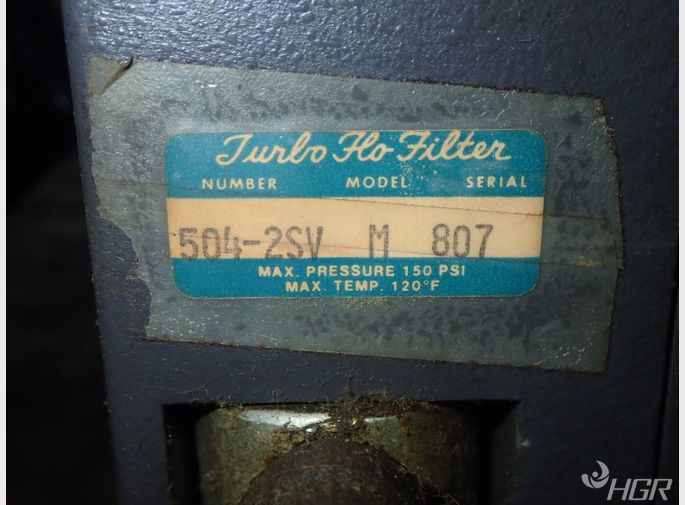 Turbo Flo Filter
NUMBER MODEL SERIAL
504-2SV M 807
MAX. PRESSURE 150 PSI
MAX. TEMP. 120°F
HGR